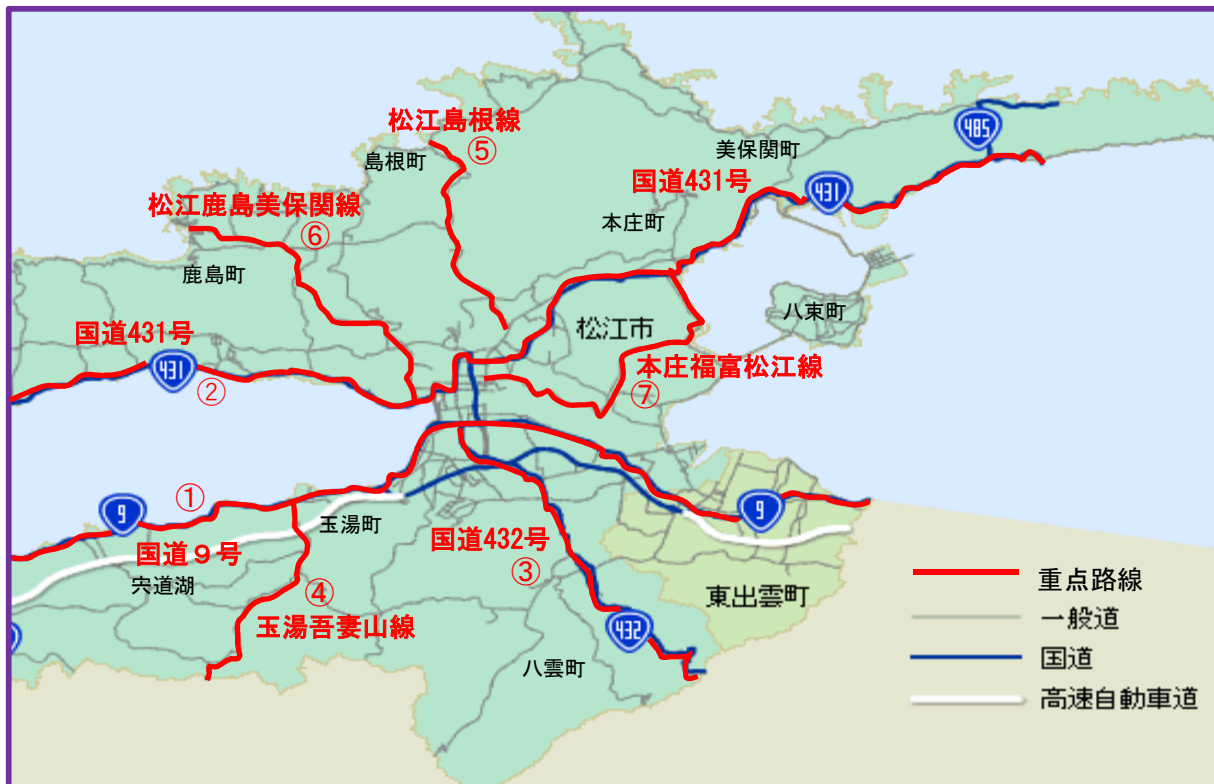 松江島根線
⑤
島根町
美保関町
485
国道431号
431
松江鹿島美保関線
⑥
本庄町
鹿島町
八束町
国道431号
431
②
松江市
本庄福富松江線
⑦
①
9
国道9号
玉湯町
宍道湖
④
玉湯吾妻山線
国道432号
③
9
東出雲町
432
八雲町
重点路線
一般道
国道
高速自動車道